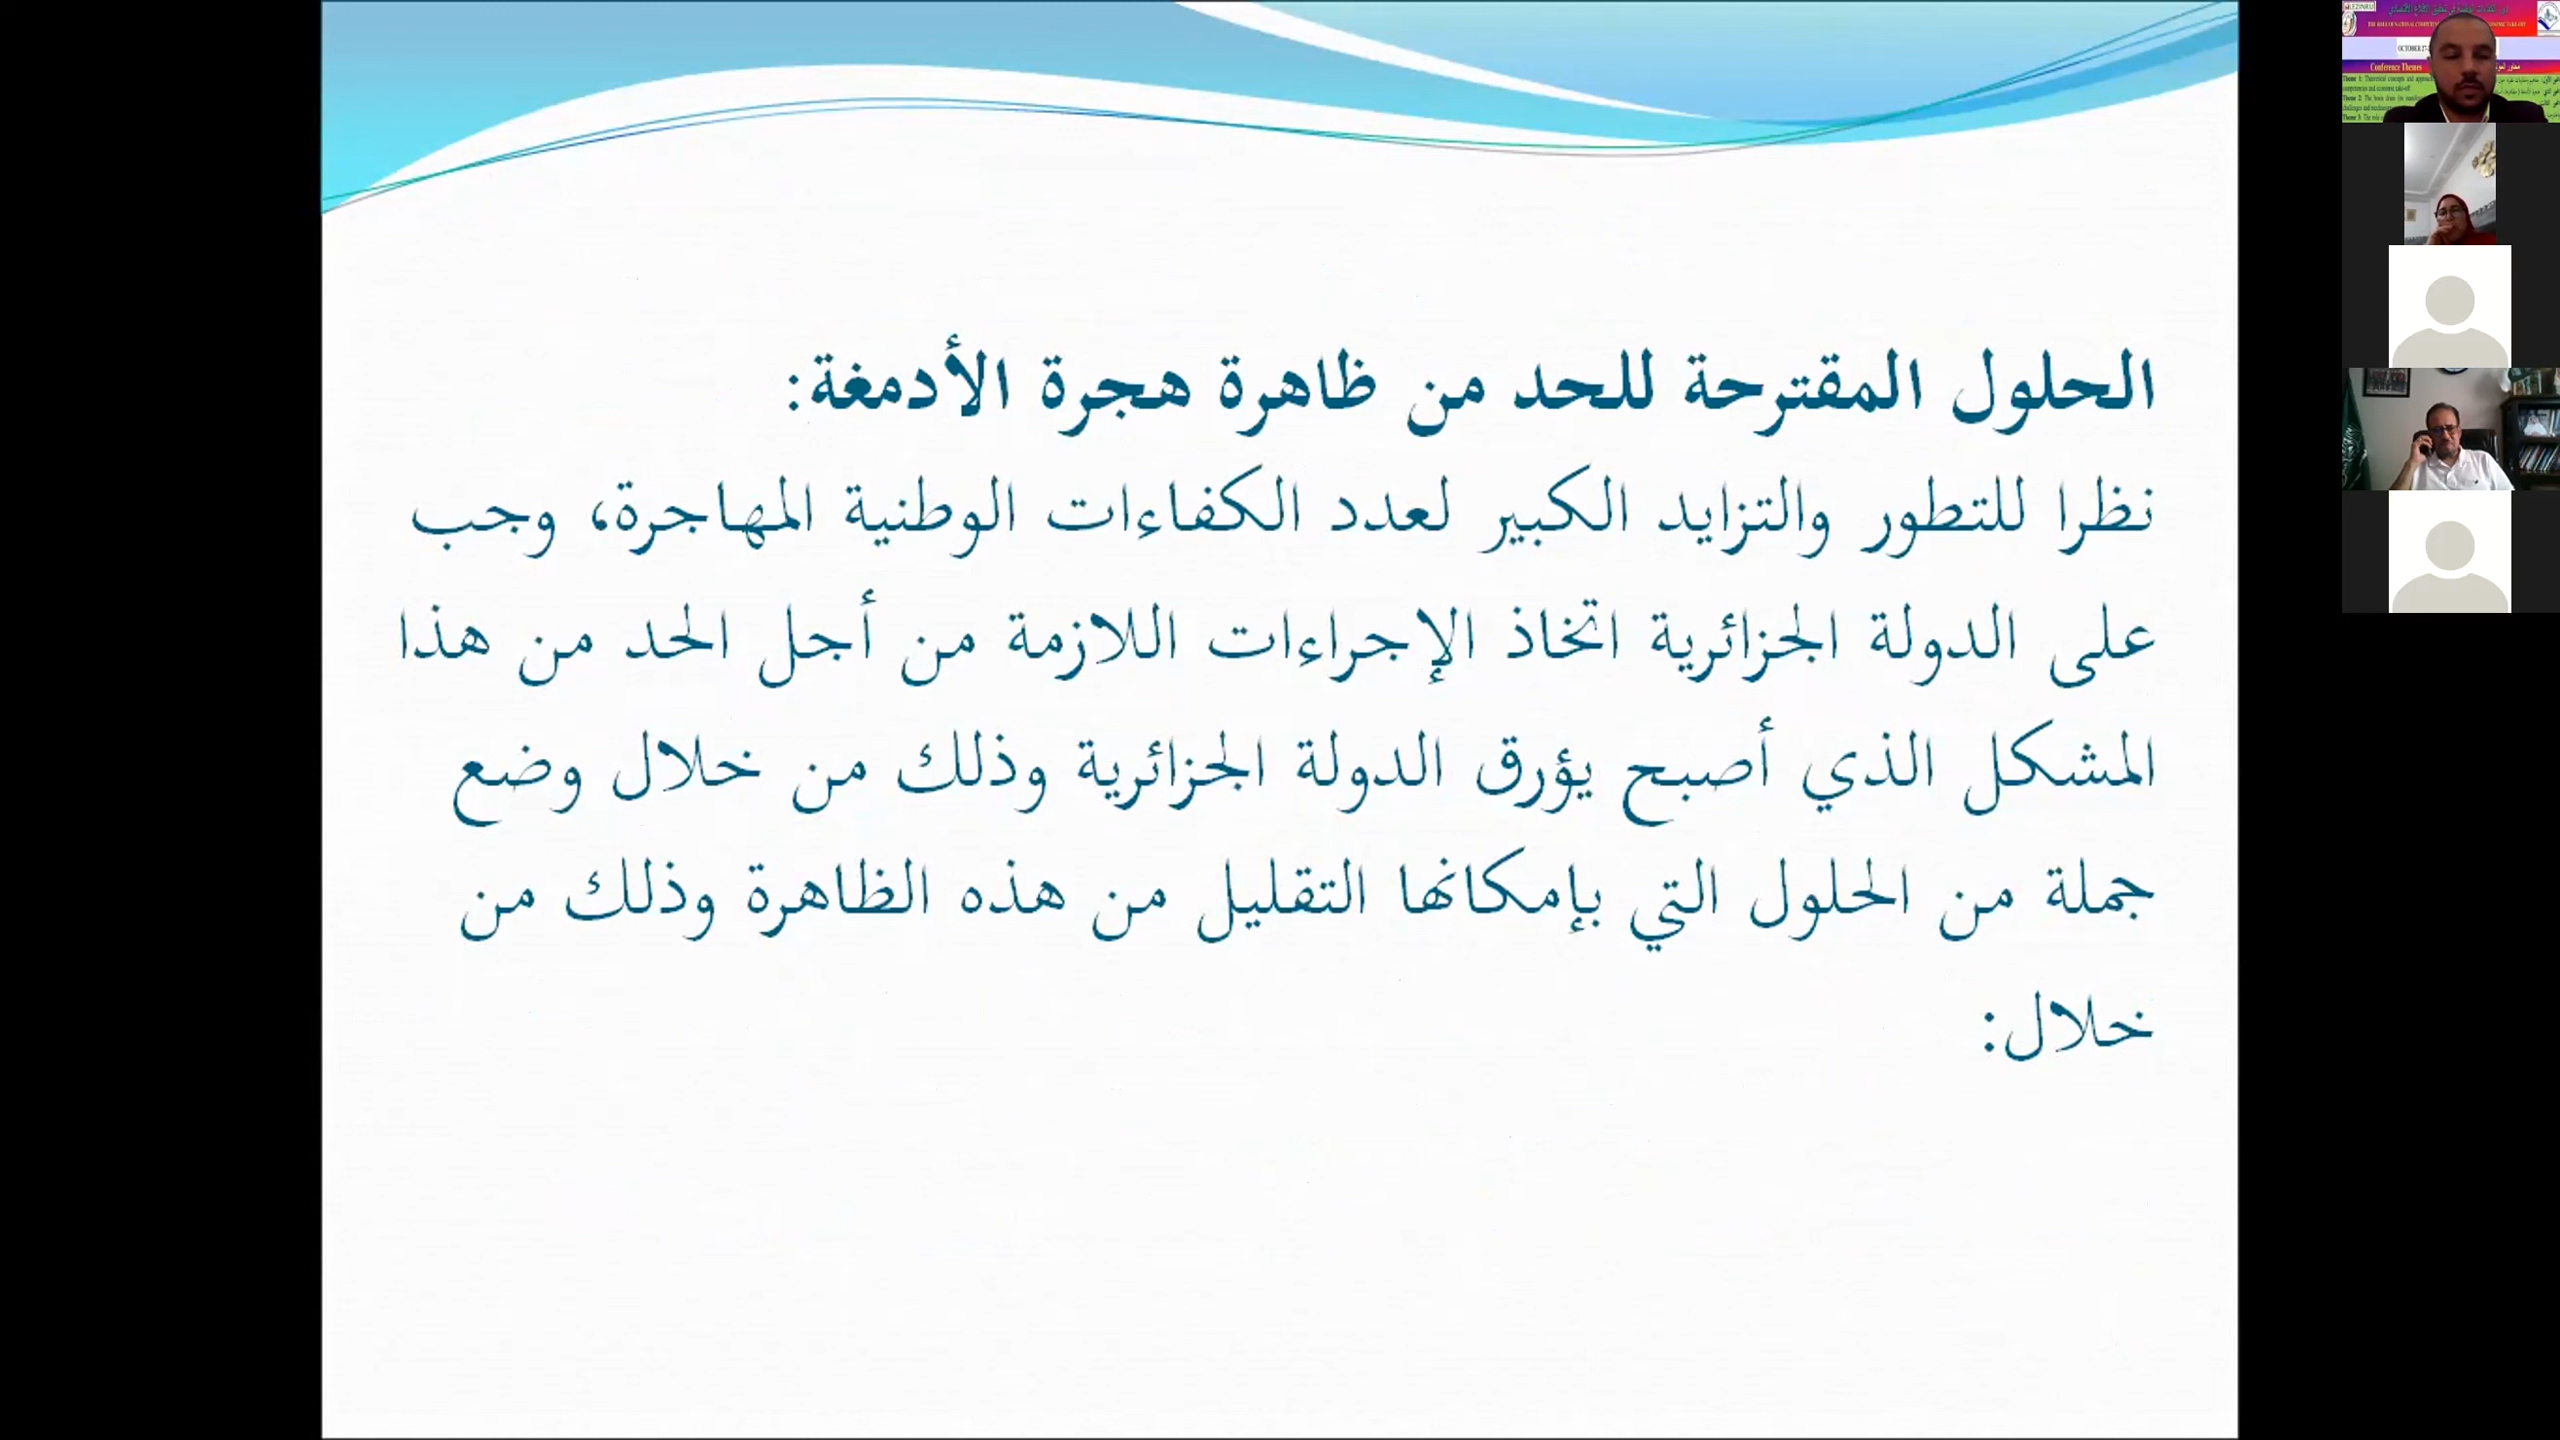 الحلول المقترحة للحد من ظاهرة هجرة الأدمغة:
نظرا للتطور والتزايد الكبير لعدد الكفاءات الوطنية المهاجرة، وجب
على الدولة الجزائرية اتخاذ الإجراءات اللازمة من أجل الحد من هذا
المشكل الذي أصبح يؤرق الدولة الجزائرية وذلك من خلال وضع
جملة من الحلول التي بإمكانها التقليل من هذه الظاهرة وذلك من
خلال:
Conference Themes